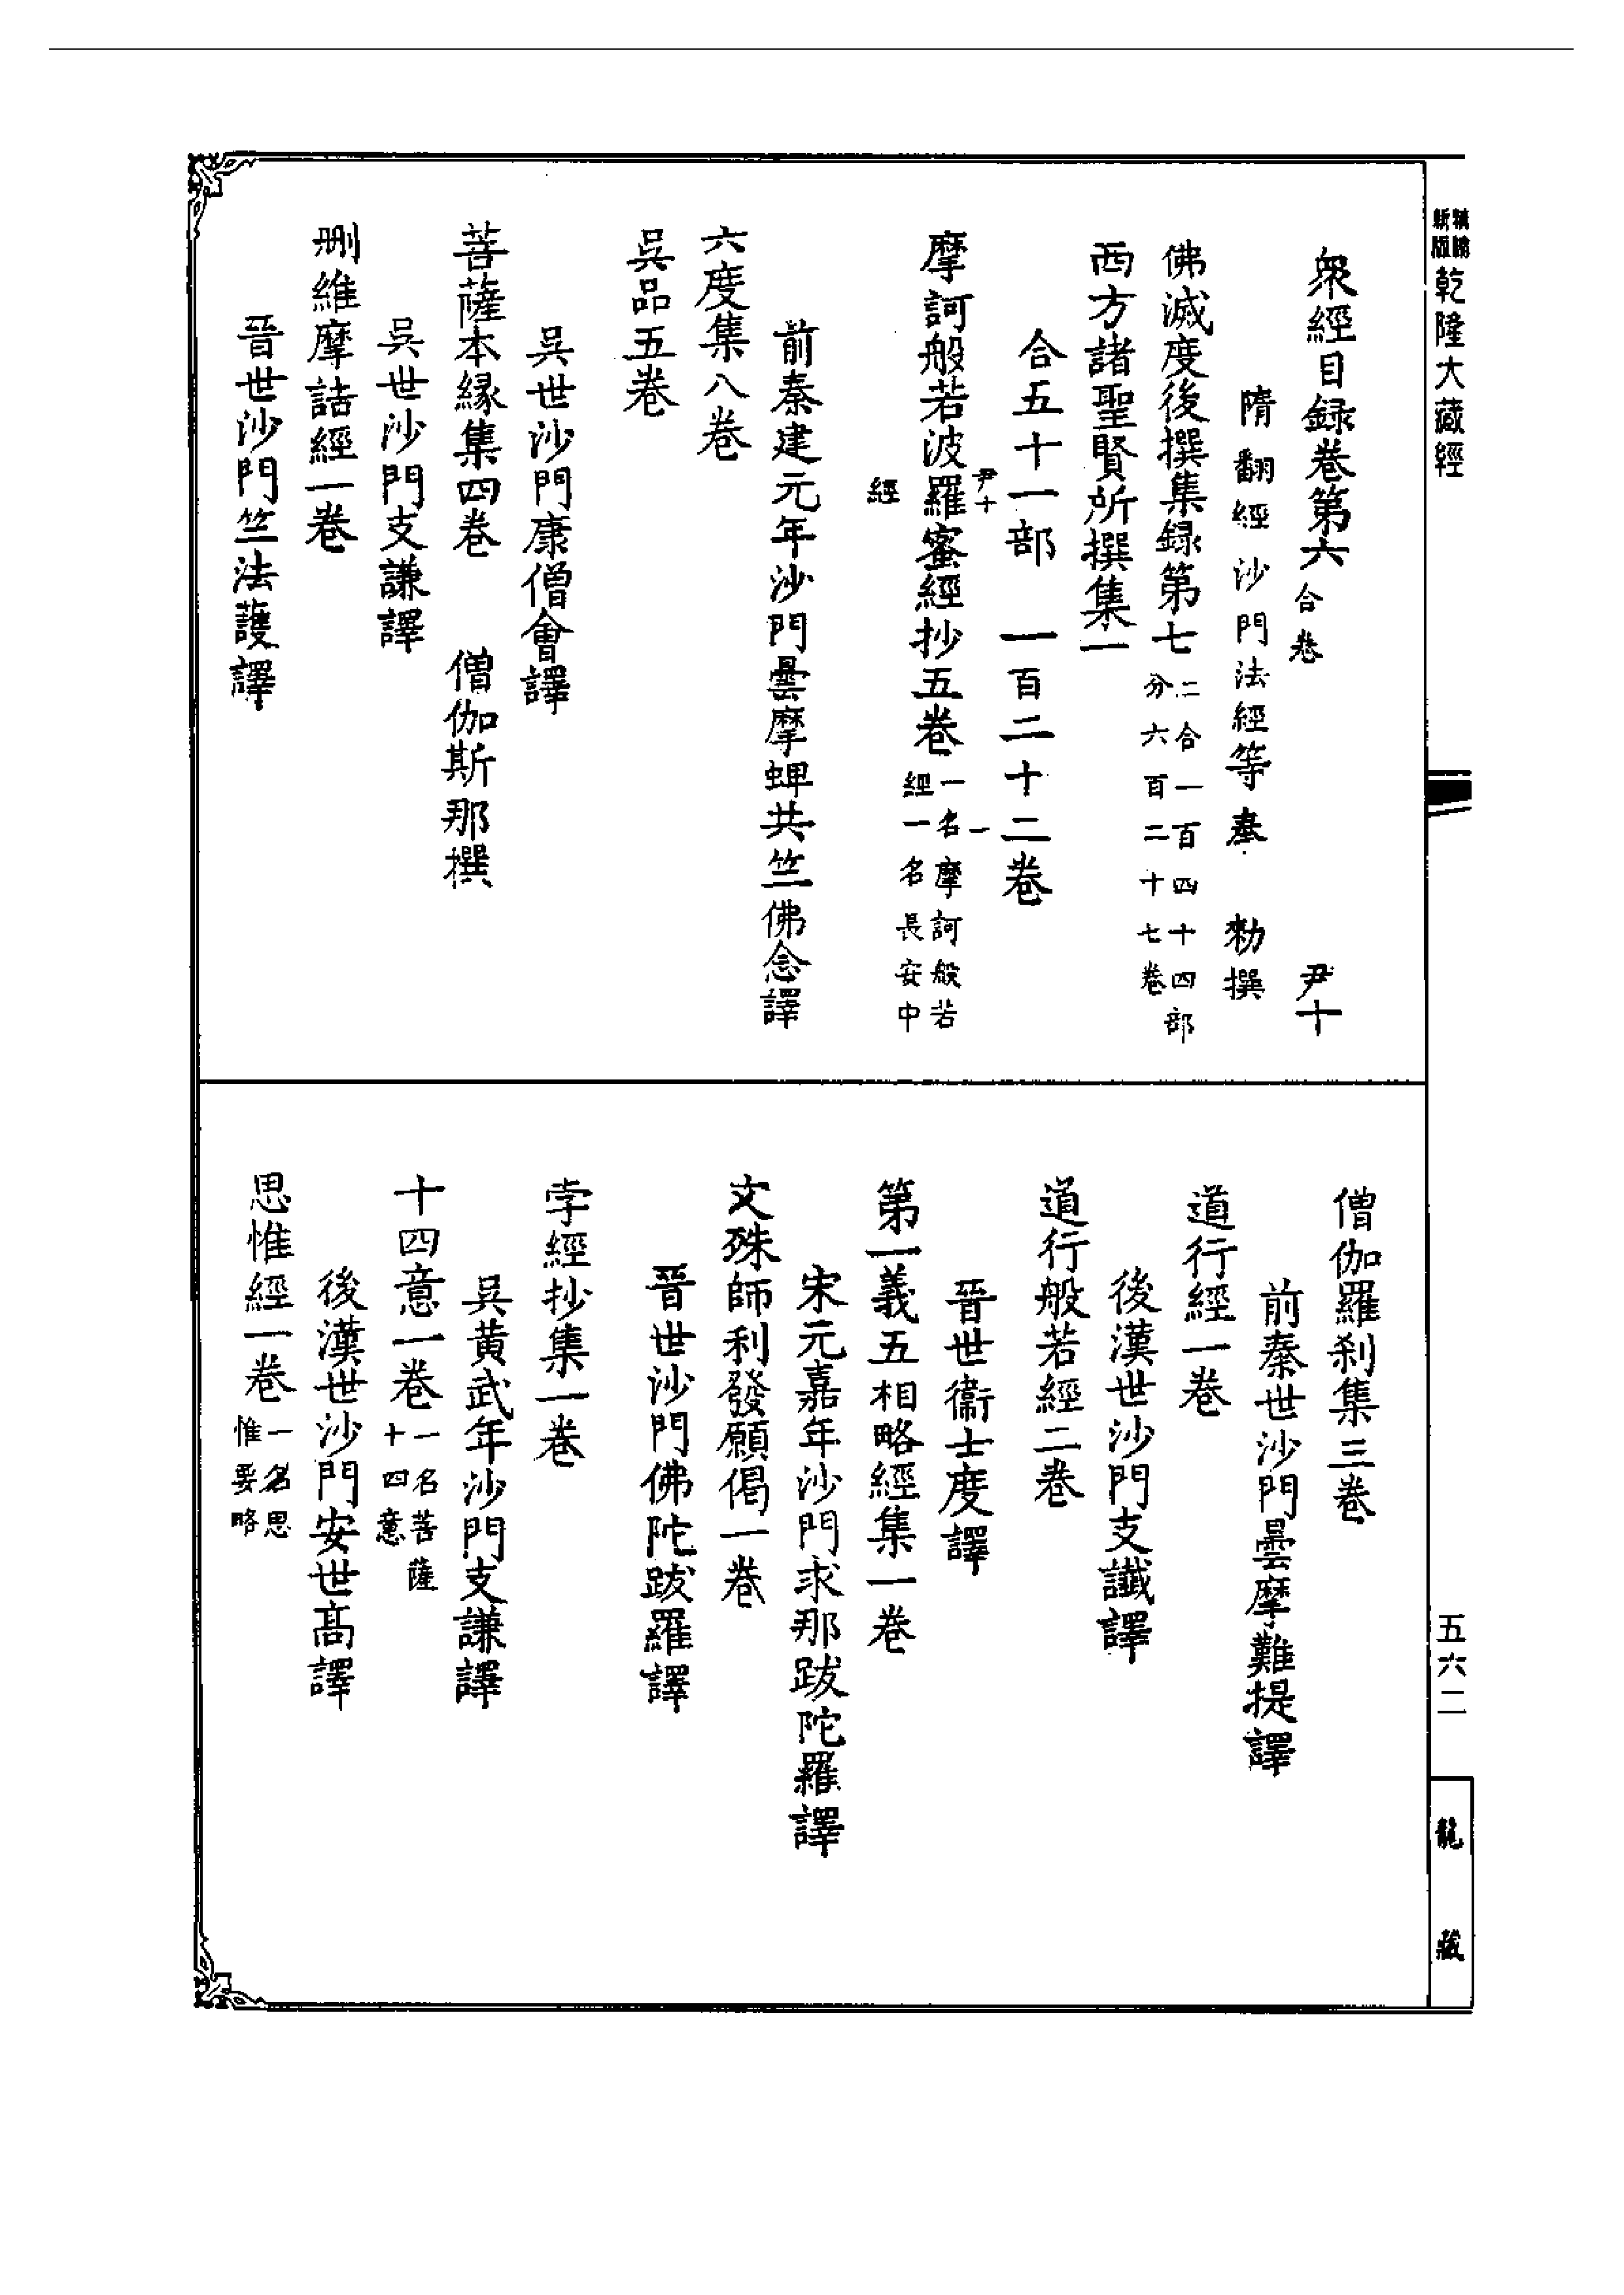 新版精縮乾隆大藏經
衆經目録卷第六合卷 尹十
隋翻經沙門法經等奉 勑撰
佛滅度後撰集録第七二合一百四十四部分六百二十七卷
西方諸聖賢所撰集一
合五十一部 一百二十二卷
尹十 一
摩訶般若波羅蜜經抄五卷一名摩訶般若經一名長安中
經
前秦建元年沙門曇摩蜱共竺佛念譯
六度集八卷
吳品五卷
吳世沙門康僧會譯
菩薩本緣集四卷 僧伽斯那撰
吳世沙門支謙譯
删維摩詰經一卷
晉世沙門竺法護譯
僧伽羅刹集三卷
前秦世沙門曇摩難提譯
道行經一卷
後漢世沙門支讖譯
道行般若經二卷
晉世衞士度譯
第一義五相略經集一卷
宋元嘉年沙門求那跋陀羅譯
文殊師利發願偈一卷
晉世沙門佛陀跋羅譯
孛經抄集一卷
吳黄武年沙門支謙譯
十四意一卷一名菩薩十四意
後漢世沙門安世髙譯
思惟經一卷一名思惟要略
五六二
龍藏